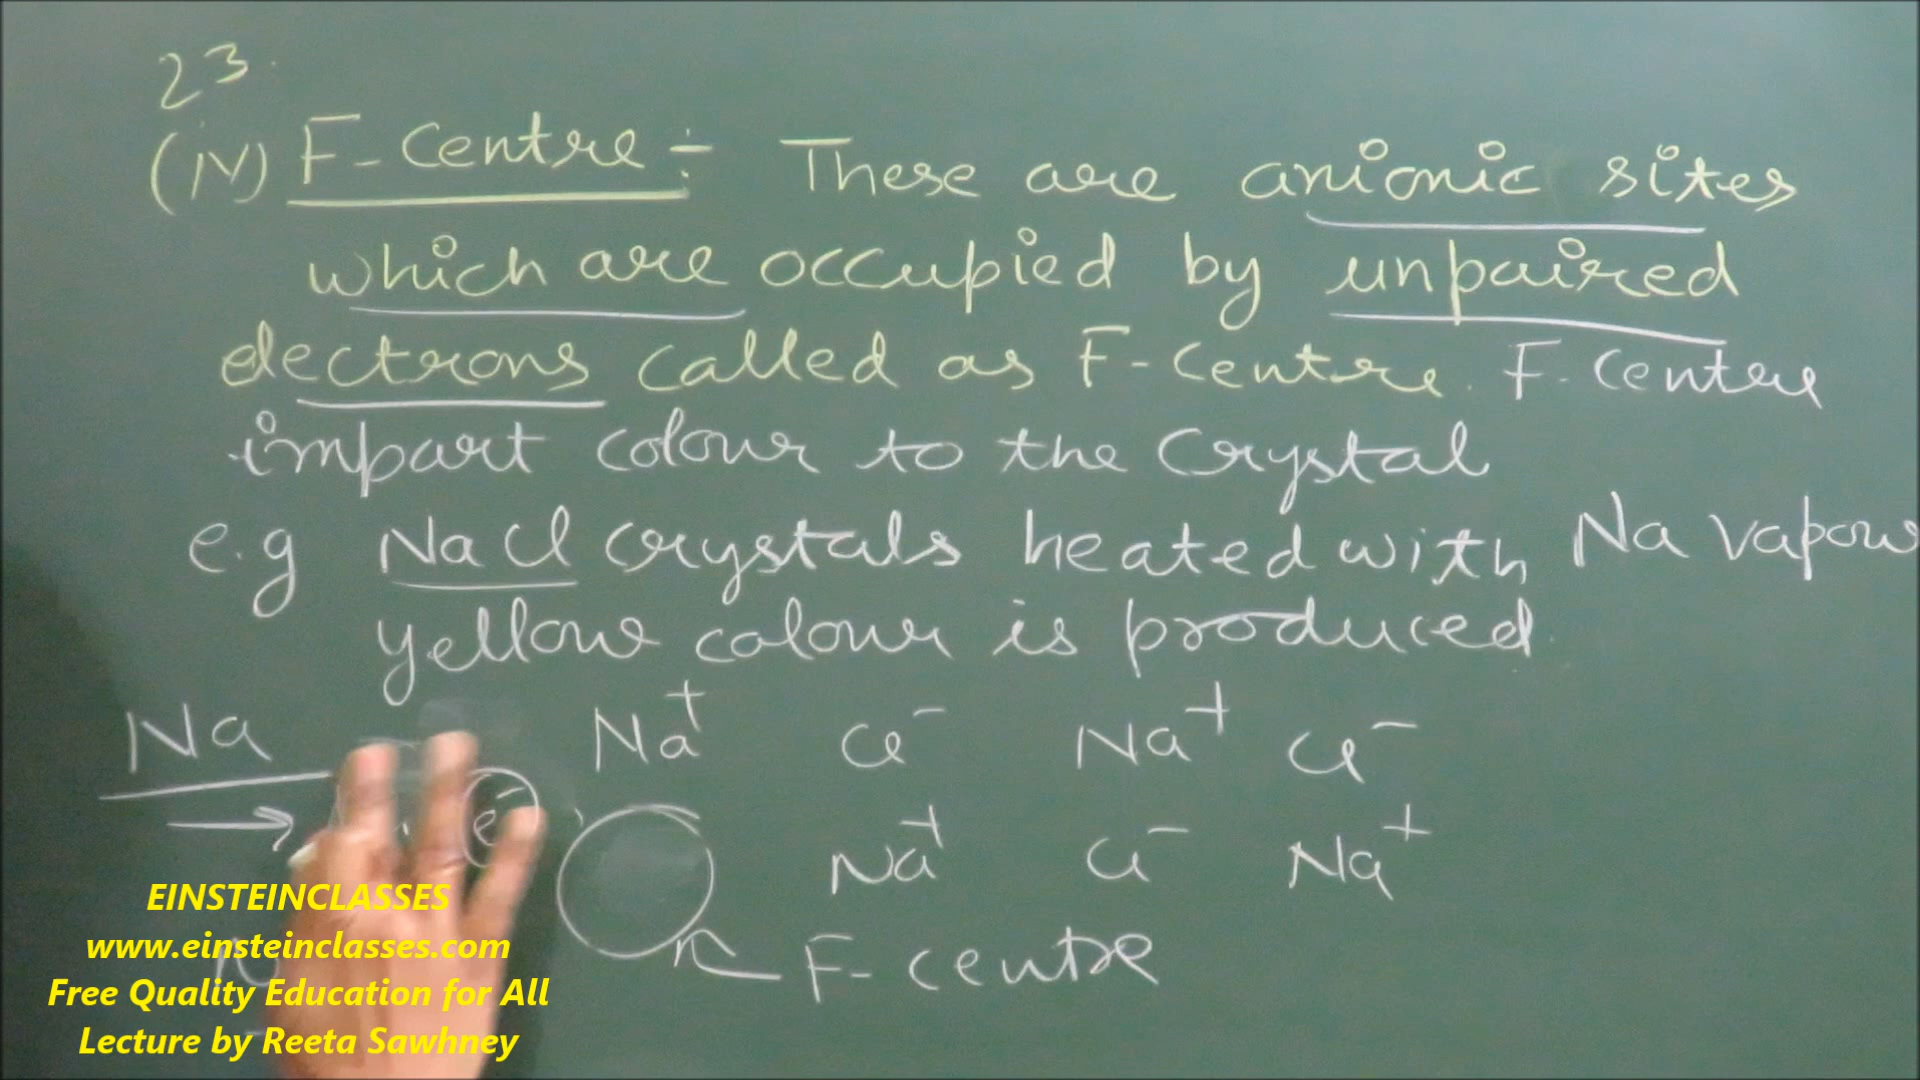 23.
(iv) F-Centre :- These are anionic sites
which are occupied by unpaired
electrons called as F-Centre. F-Centre
impart colour to the Crystal
e.g NaCl crystals heated with Na vapour
yellow colour is produced.
Na Na+ Cl- Na+ Cl-
→ e- Na+ Cl- Na+
F-centre
EINSTEINCLASSES
www.einsteinclasses.com
Free Quality Education for All
Lecture by Reeta Sawhney